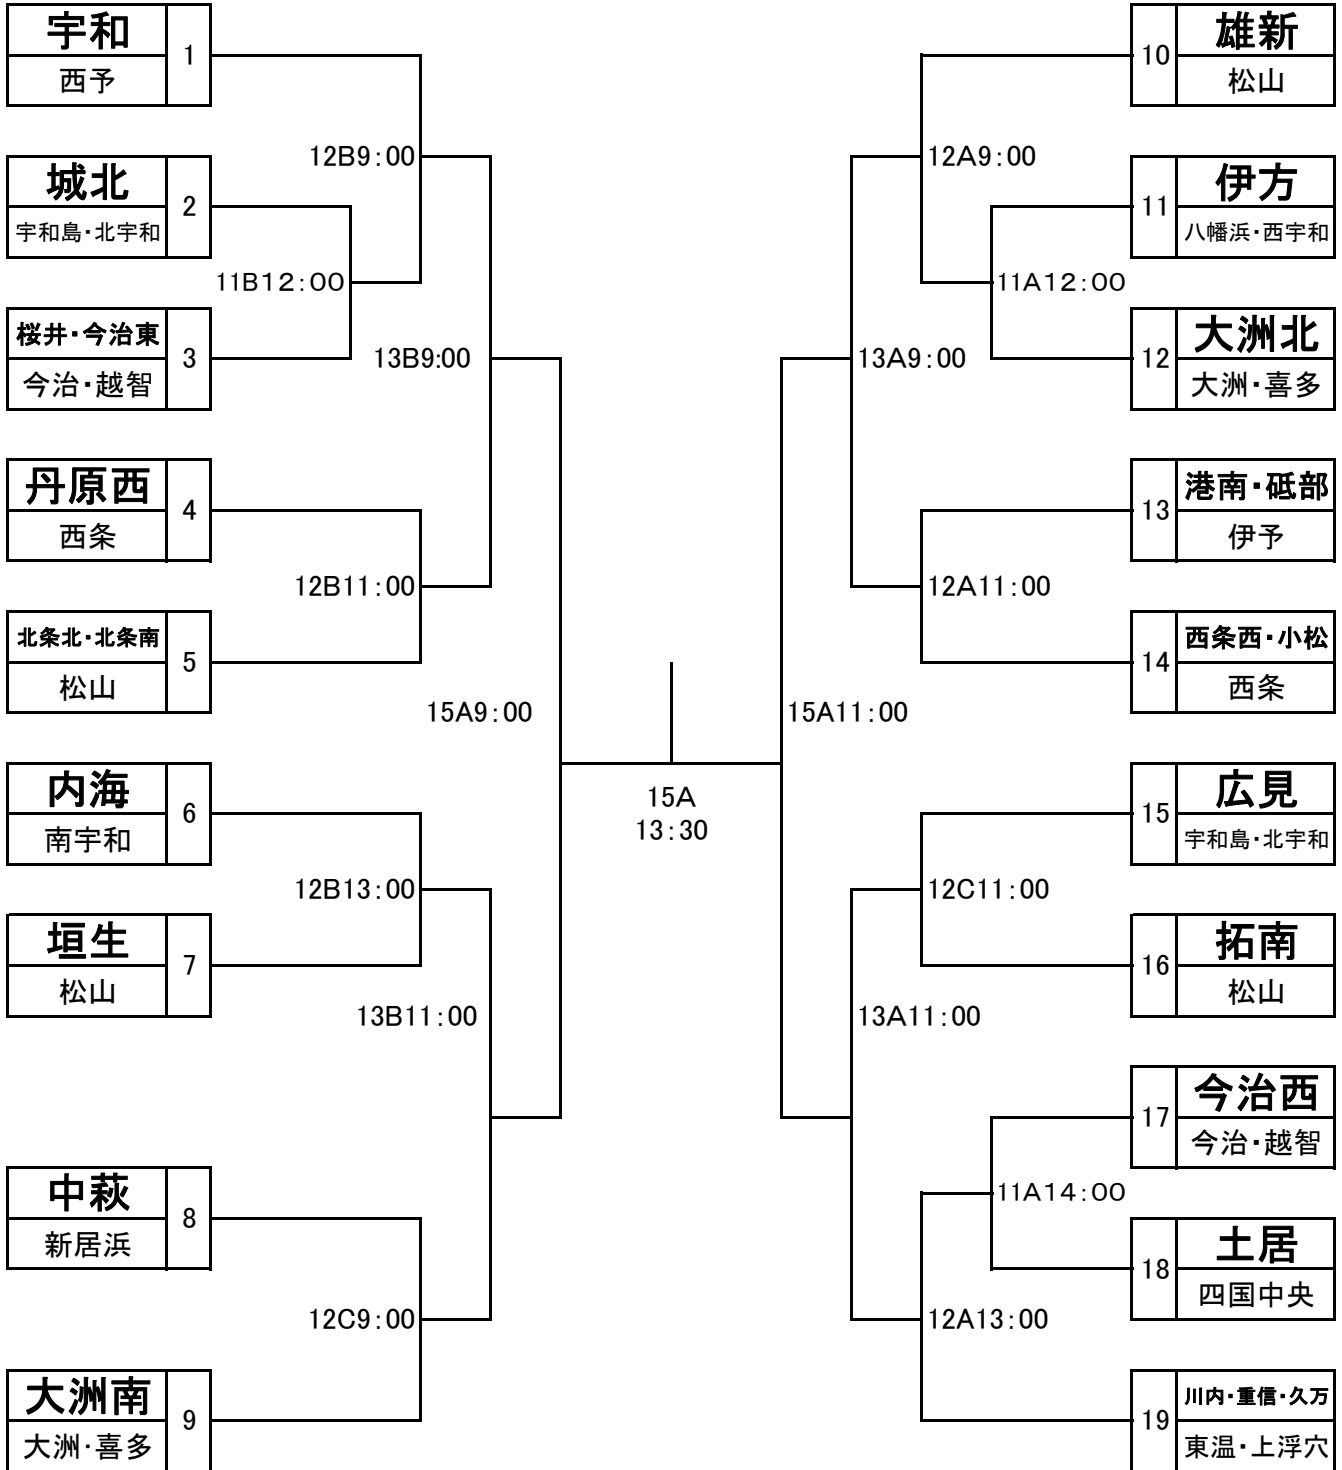 宇和
1
西予
12B9:00
城北
2
宇和島・北宇和
11B12:00
桜井・今治東
3
今治・越智
13B9:00
丹原西
4
西条
12B11:00
北条北・北条南
5
松山
15A9:00
内海
6
南宇和
12B13:00
垣生
7
松山
13B11:00
中萩
8
新居浜
12C9:00
大洲南
9
大洲・喜多
15A
13:30
雄新
10
松山
12A9:00
伊方
11
八幡浜・西宇和
11A12:00
大洲北
12
大洲・喜多
13A9:00
港南・砥部
13
伊予
12A11:00
西条西・小松
14
西条
15A11:00
広見
15
宇和島・北宇和
12C11:00
拓南
16
松山
13A11:00
今治西
17
今治・越智
11A14:00
土居
18
四国中央
12A13:00
川内・重信・久万
19
東温・上浮穴